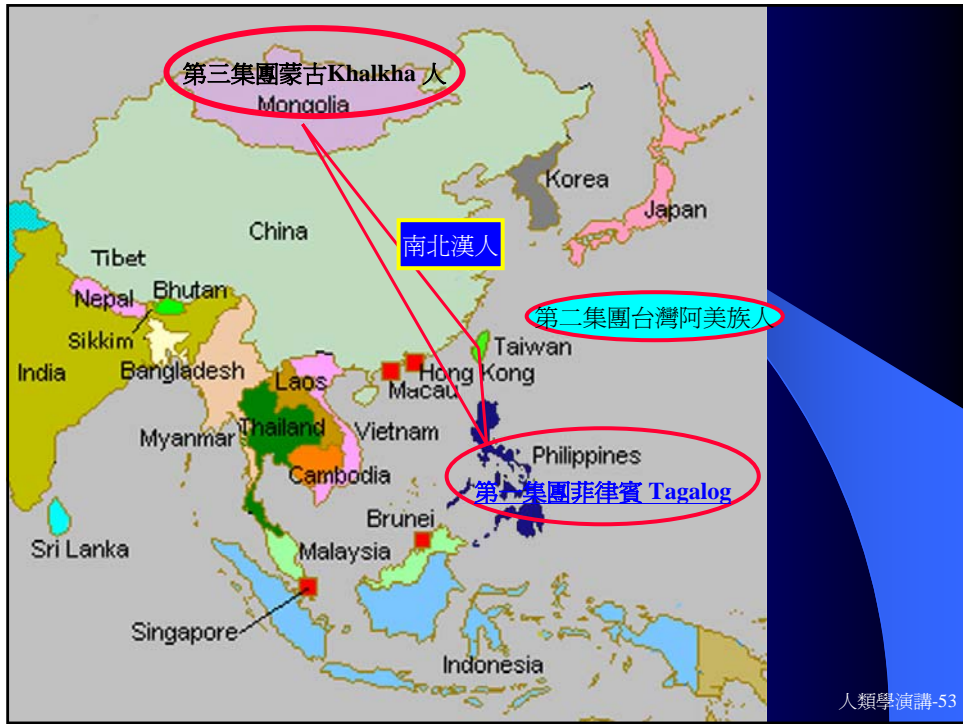 第三集團蒙古Khalkha 人
Mongolia
Korea
Japan
China
南北漢人
Tibet
Nepal
Bhutan
Sikkim
第二集團台灣阿美族人
Taiwan
India
Bangladesh
Laos
Hong Kong
Macau
Myanmar
Thailand
Vietnam
Philippines
Cambodia
第一集團菲律賓 Tagalog
Brunei
Sri Lanka
Malaysia
Singapore
Indonesia
人類學演講-53